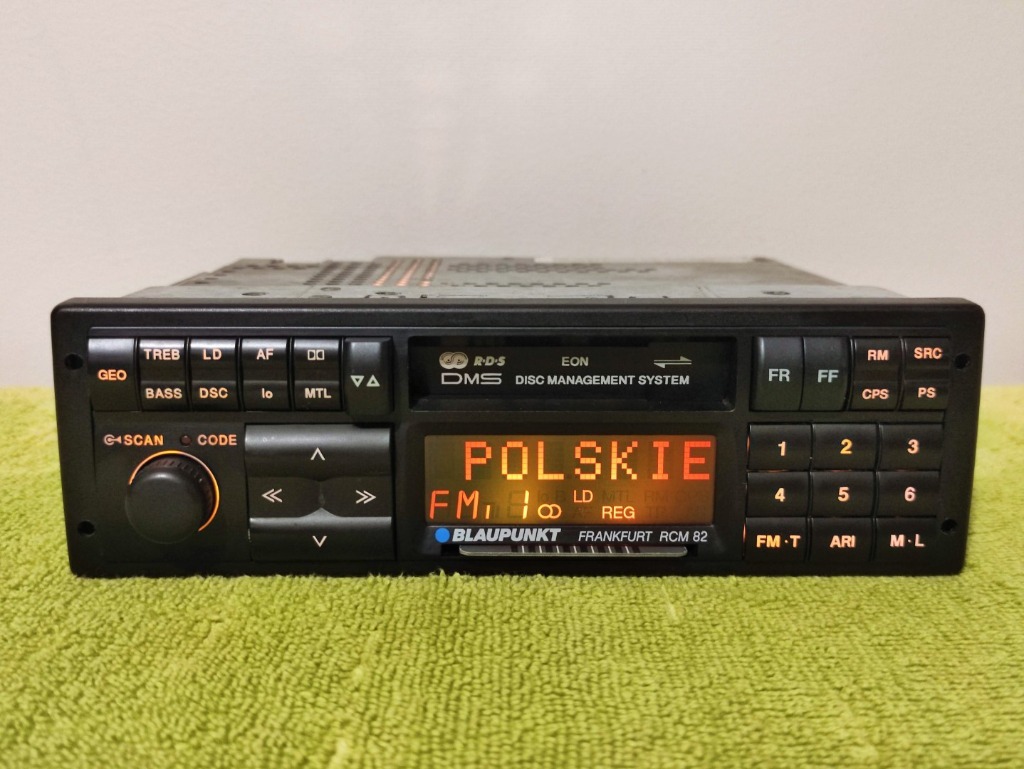 TREB LD AF
GEO
BASS DSC lo MTL
SCAN CODE
R·D·S EON
DMS DISC MANAGEMENT SYSTEM
POLSKIE
FM 1 LD
REG
BLAUPUNKT FRANKFURT RCM 82
FR FF RM SRC
CPS PS
1 2 3
4 5 6
FM·T ARI M·L